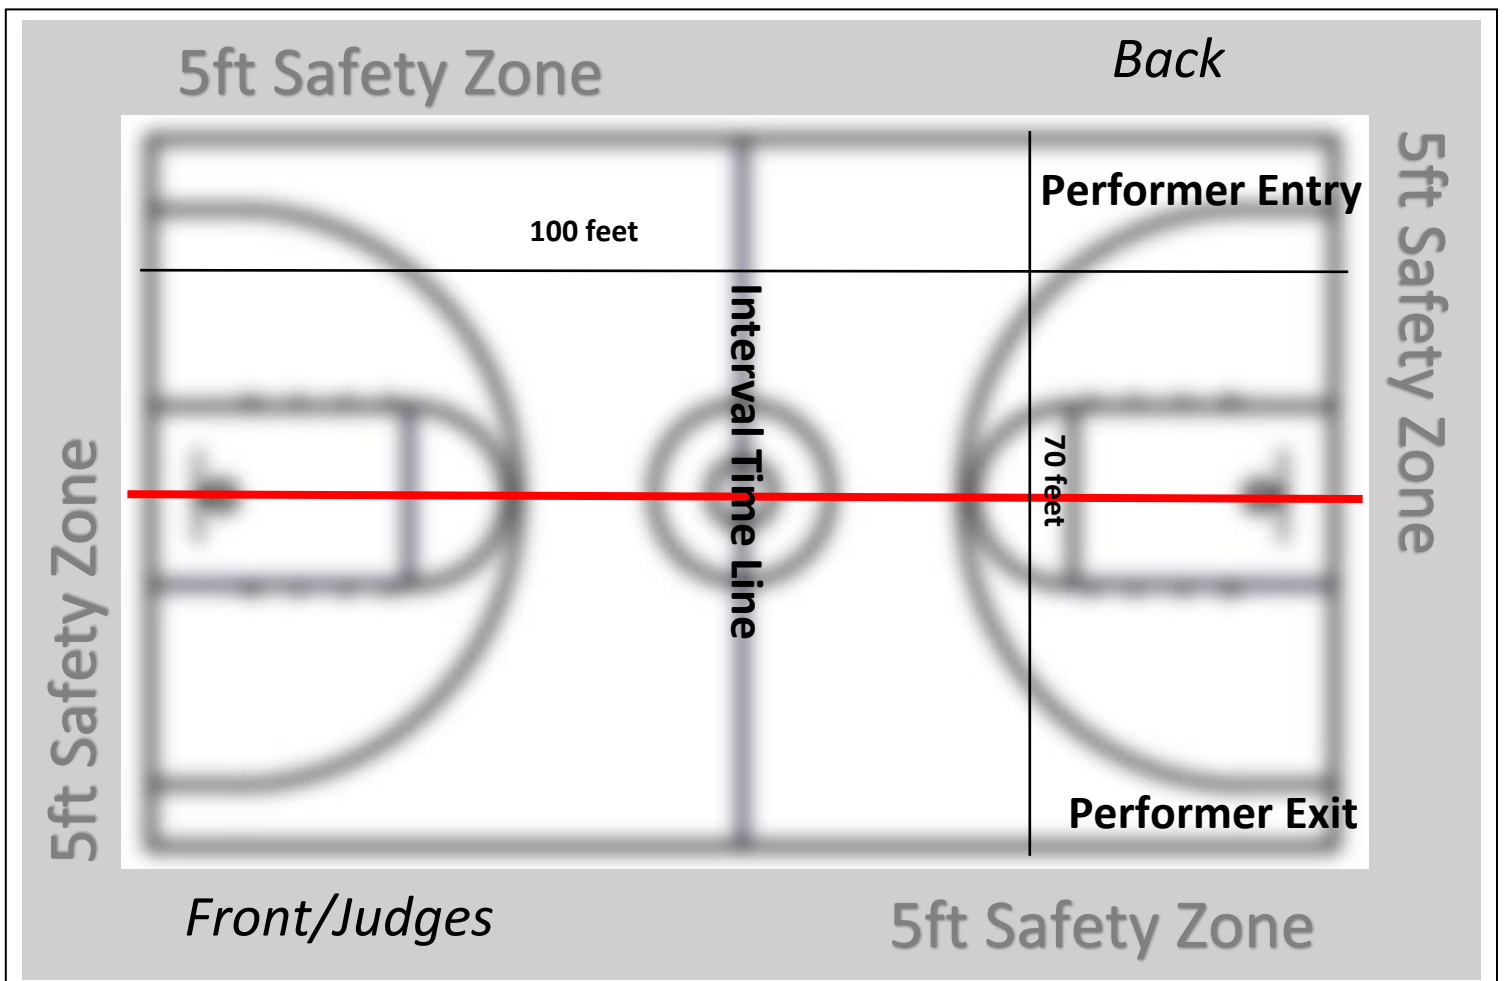 5ft Safety Zone
Back
5ft Safety Zone
Performer Entry
100 feet
Interval Time Line
70 feet
5ft Safety Zone
Performer Exit
Front/Judges
5ft Safety Zone